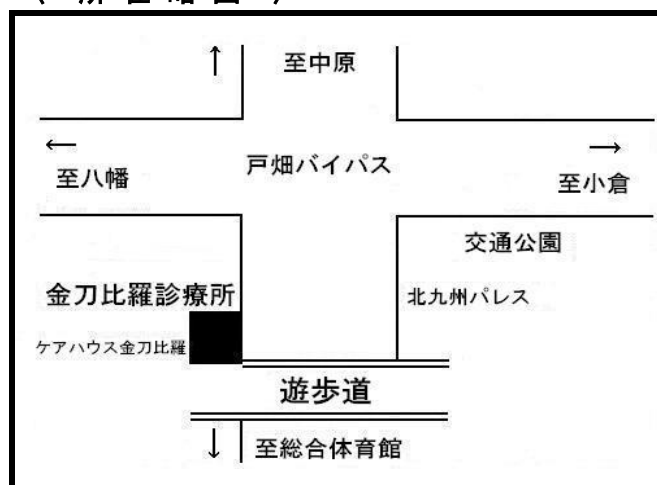 ↑
至中原
←
→
至八幡
戸畑バイパス
至小倉
交通公園
金刀比羅診療所
北九州パレス
ケアハウス金刀比羅
遊歩道
↓
至総合体育館